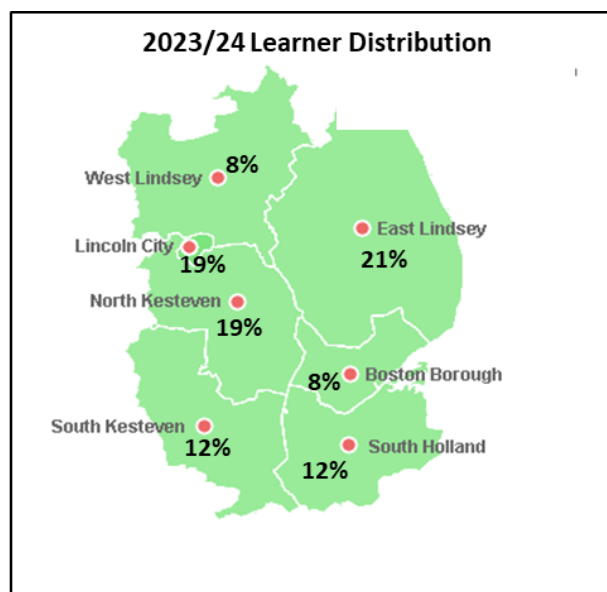 2023/24 Learner Distribution
8%
West Lindsey
East Lindsey
Lincoln City
19%
21%
North Kesteven
19%
8%
Boston Borough
South Kesteven
12%
South Holland
12%